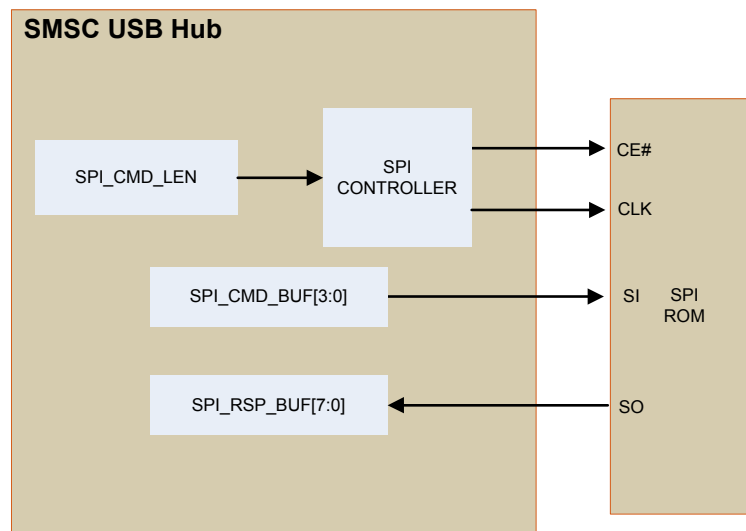 SMSC USB Hub
SPI_CMD_LEN
SPI
CONTROLLER
CE#
CLK
SPI_CMD_BUF[3:0]
SI
SPI
ROM
SPI_RSP_BUF[7:0]
SO